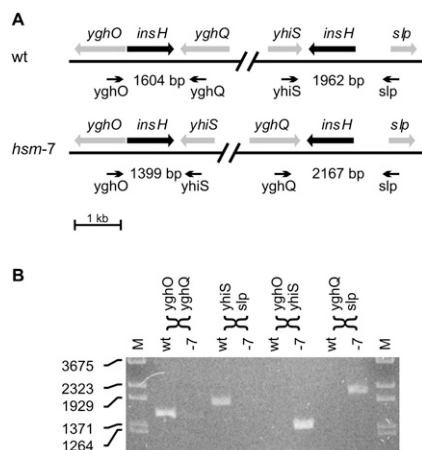 A
yghO insH yghQ yhiS insH slp
wt
1604 bp 1962 bp
yghO yghQ yhiS slp
yghO insH yhiS yghQ insH slp
hsm-7
1399 bp 2167 bp
yghO yhiS yghQ slp
1 kb
B
yghO yghQ yhiS slp yghO yhiS yghQ slp
M wt -7 wt -7 wt -7 wt -7 M
3675
2323
1929
1371
1264